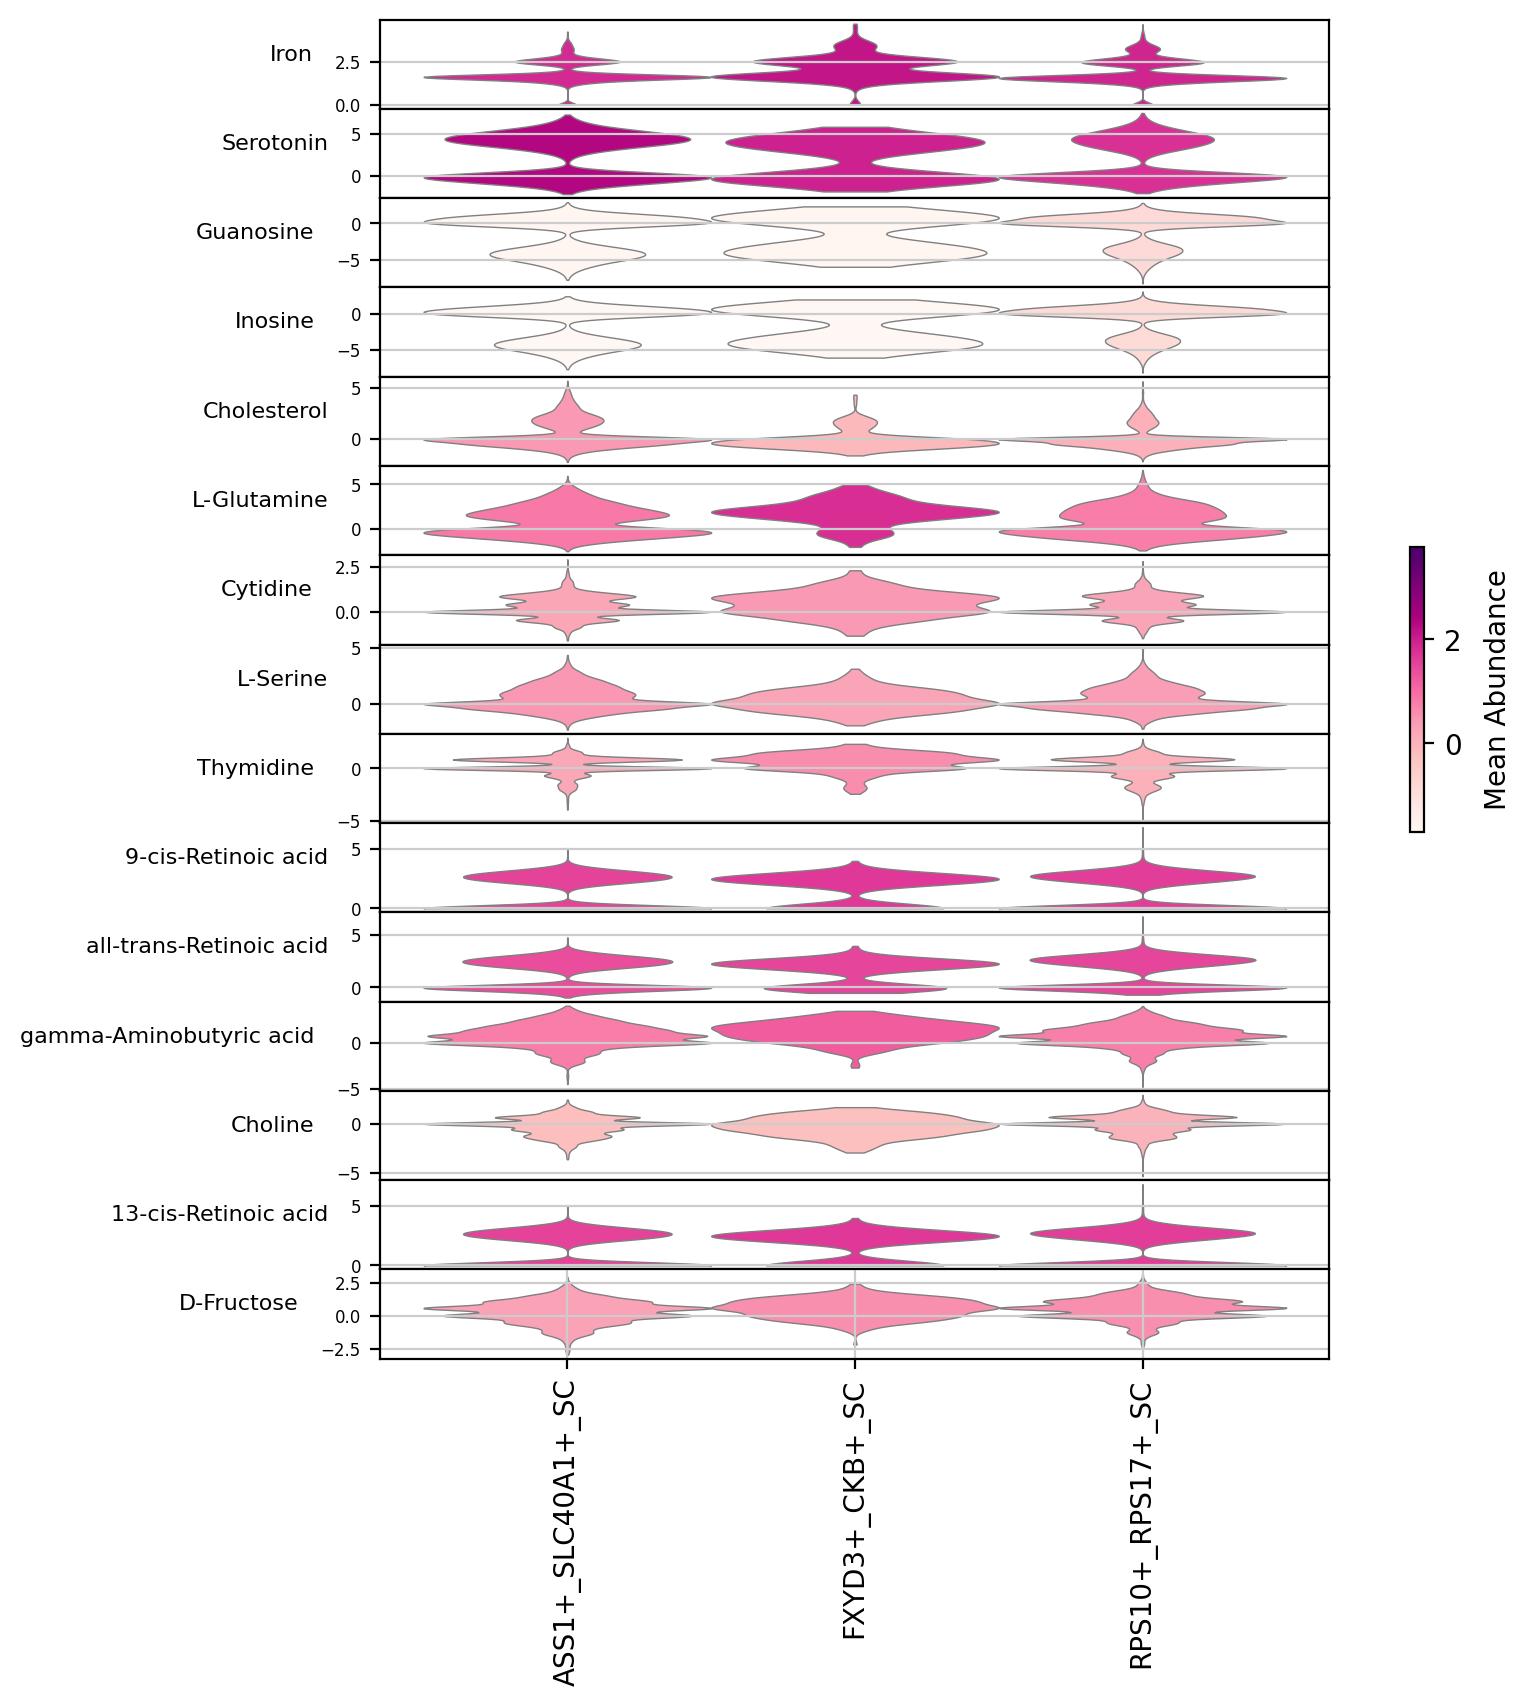 Iron
2.5
0.0
Serotonin
5
0
Guanosine
0
−5
Inosine
0
−5
Cholesterol
5
0
L-Glutamine
5
0
Cytidine
2.5
0.0
L-Serine
5
0
Thymidine
0
−5
9-cis-Retinoic acid
5
0
all-trans-Retinoic acid
5
0
gamma-Aminobutyric acid
0
−5
Choline
0
−5
13-cis-Retinoic acid
5
0
D-Fructose
2.5
0.0
−2.5
ASS1+_SLC40A1+_SC
FXYD3+_CKB+_SC
RPS10+_RPS17+_SC
2
0
Mean Abundance